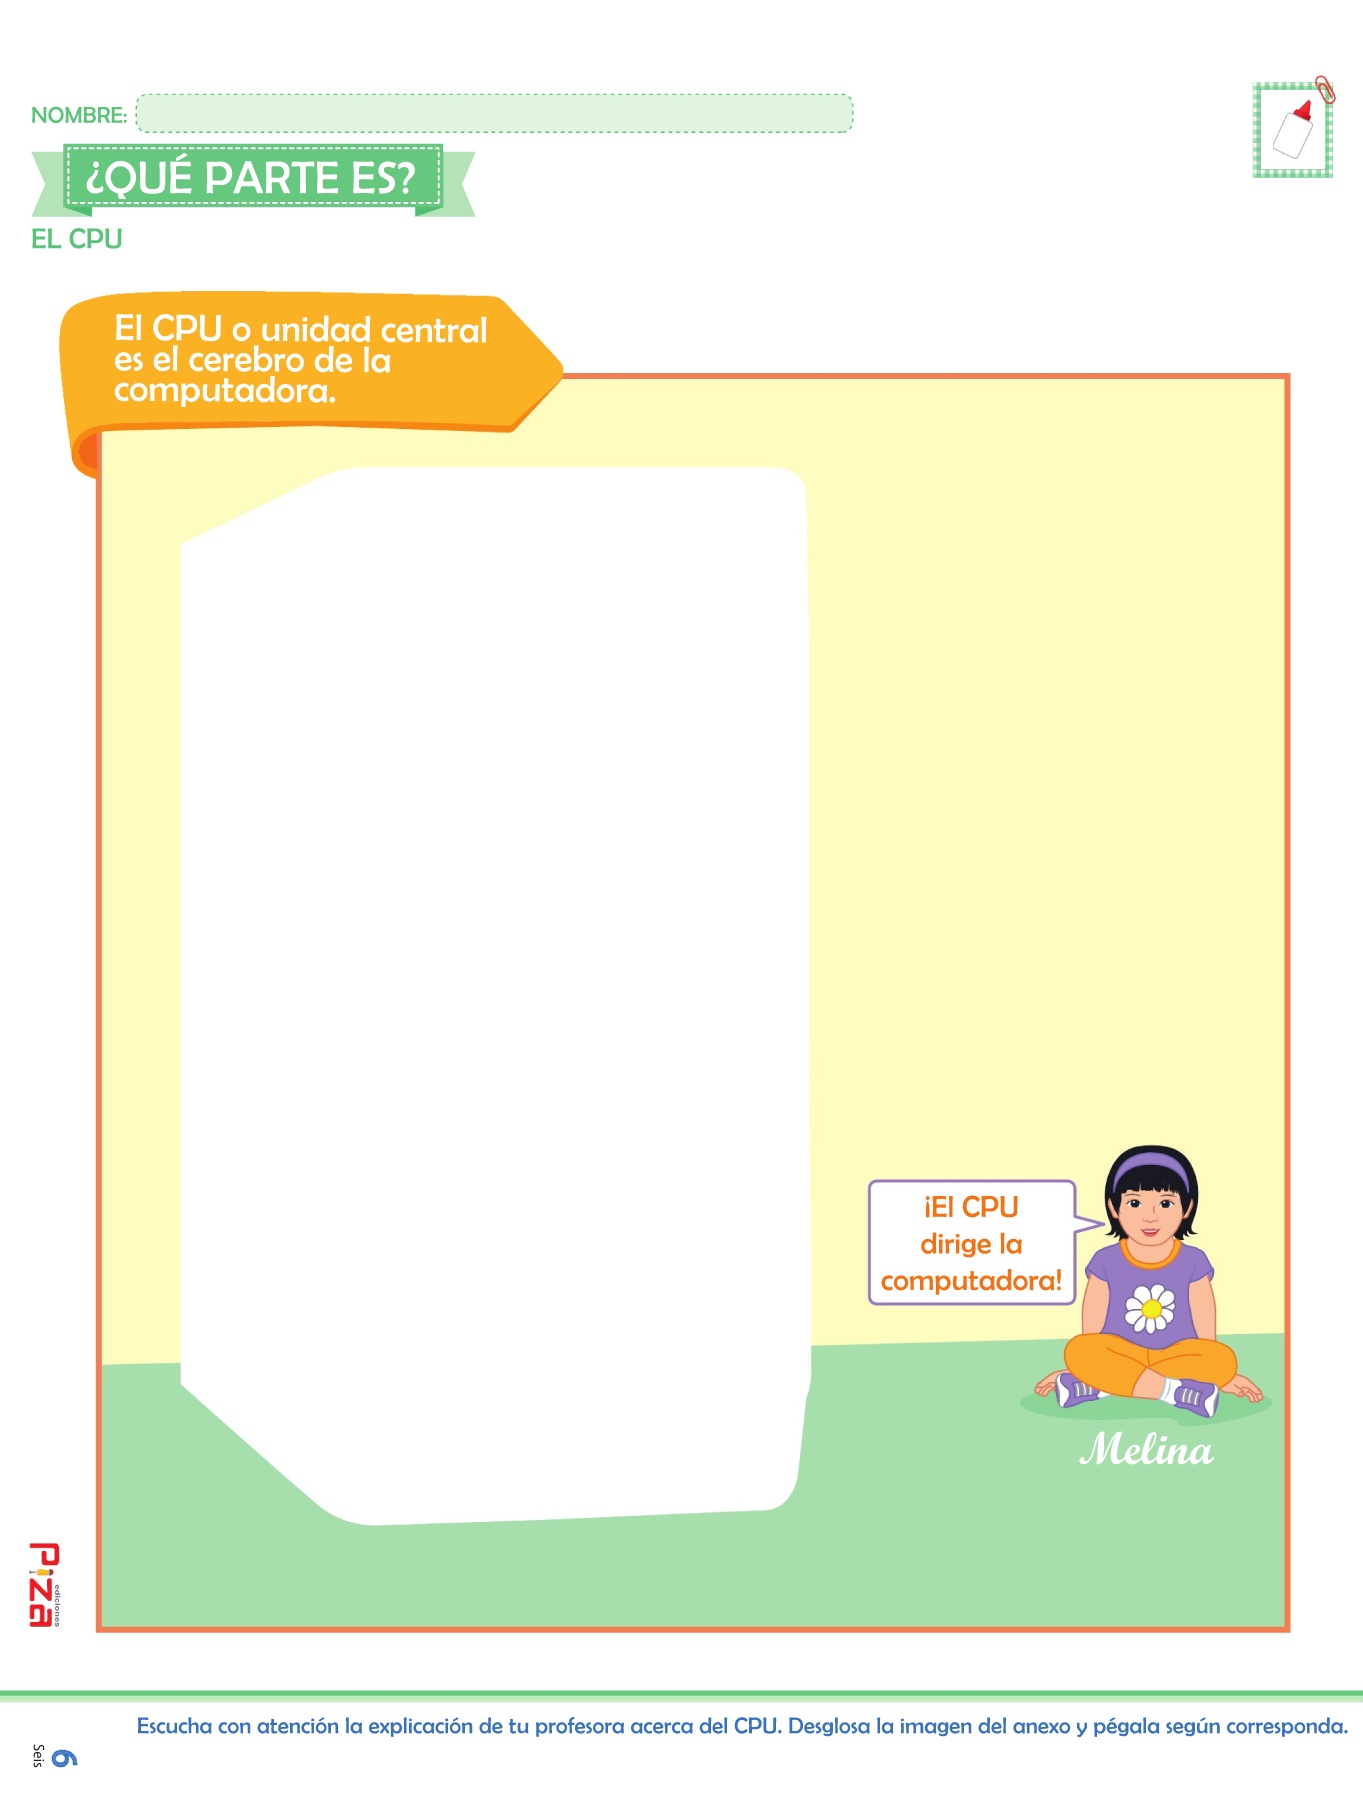 NOMBRE:
¿QUÉ PARTE ES?
EL CPU
El CPU o unidad central
es el cerebro de la
computadora.
¡El CPU
dirige la
computadora!
Melina
Piza
ediciones
Escucha con atención la explicación de tu profesora acerca del CPU. Desglosa la imagen del anexo y pégala según corresponda.
6
Seis